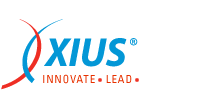 XIUS®
INNOVATE • LEAD •